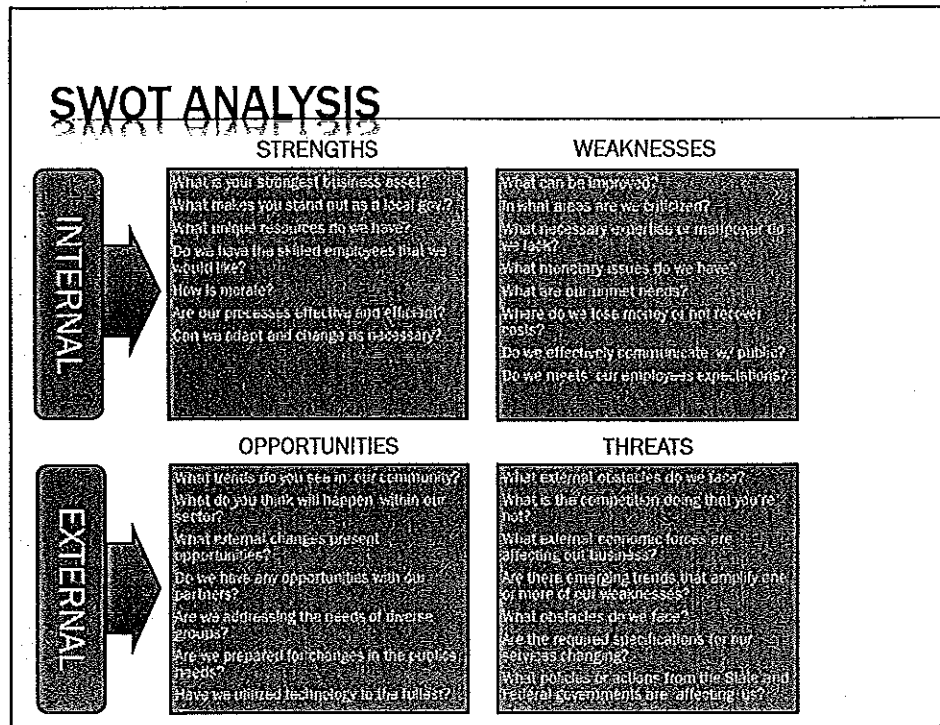 SWOT ANALYSIS
STRENGTHS
WEAKNESSES
INTERNAL
What is your strongest business asset?
What makes you stand out as a local gov.?
What unique resources do we have?
Do we have the skilled employees that we
would like?
How is morale?
Are our processes effective and efficient?
Can we adapt and change as necessary?
What can be improved?
In what areas are we criticized?
What necessary expertise or manpower do
we lack?
What monetary issues do we have?
What are our unmet needs?
Where do we lose money or not recover
costs?
Do we effectively communicate w/ public?
Do we meets our employees expectations?
OPPORTUNITIES
THREATS
EXTERNAL
What trends do you see in our community?
What do you think will happen within our
sector?
What external changes present
opportunities?
Do we have any opportunities with our
partners?
Are we addressing the needs of diverse
groups?
Are we prepared for changes in the publics
needs?
Have we utilized technology to the fullest?
What external obstacles do we face?
What is the competition doing that you're
not?
What external economic forces are
affecting our business?
Are there emerging trends that amplify one
or more of our weaknesses?
What obstacles do we face?
Are the required specifications for our
changing?
What policies or actions from the State and
Federal governments are affecting us?